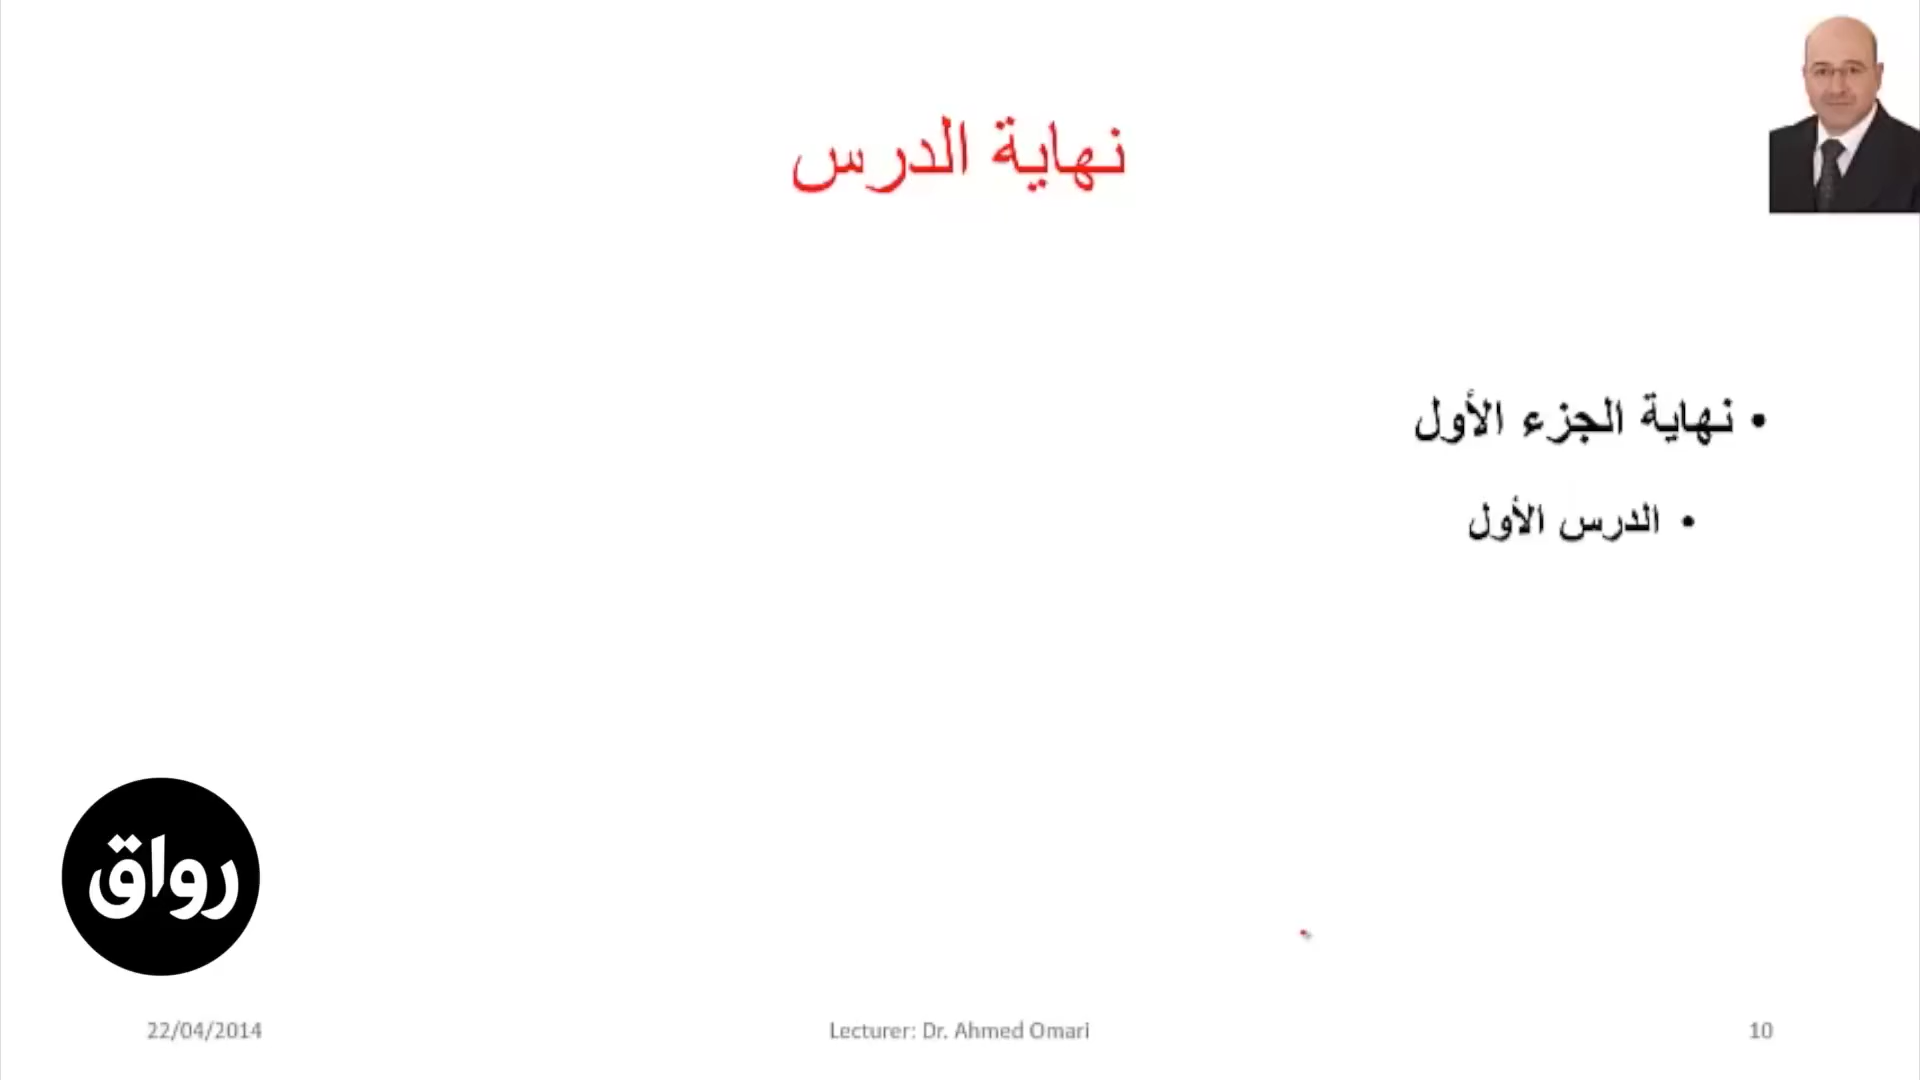 نهاية الدرس
• نهاية الجزء الأول
• الدرس الأول
رواق
22/04/2014
Lecturer: Dr. Ahmed Omari
10